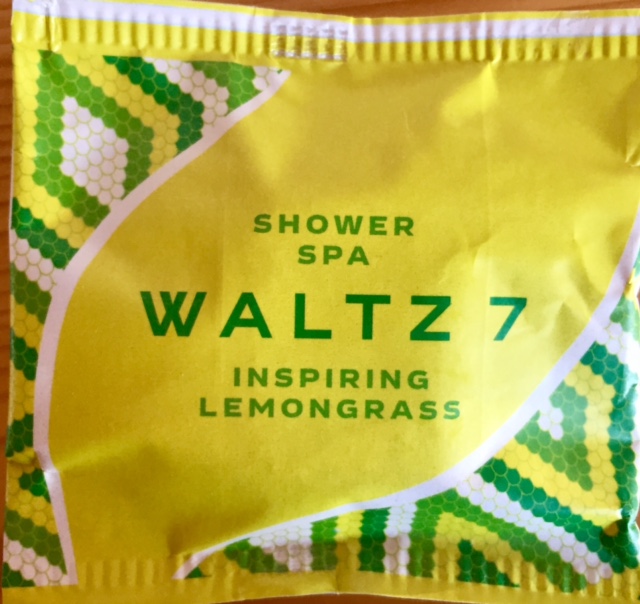 SHOWER
SPA
WALTZ 7
INSPIRING
LEMONGRASS